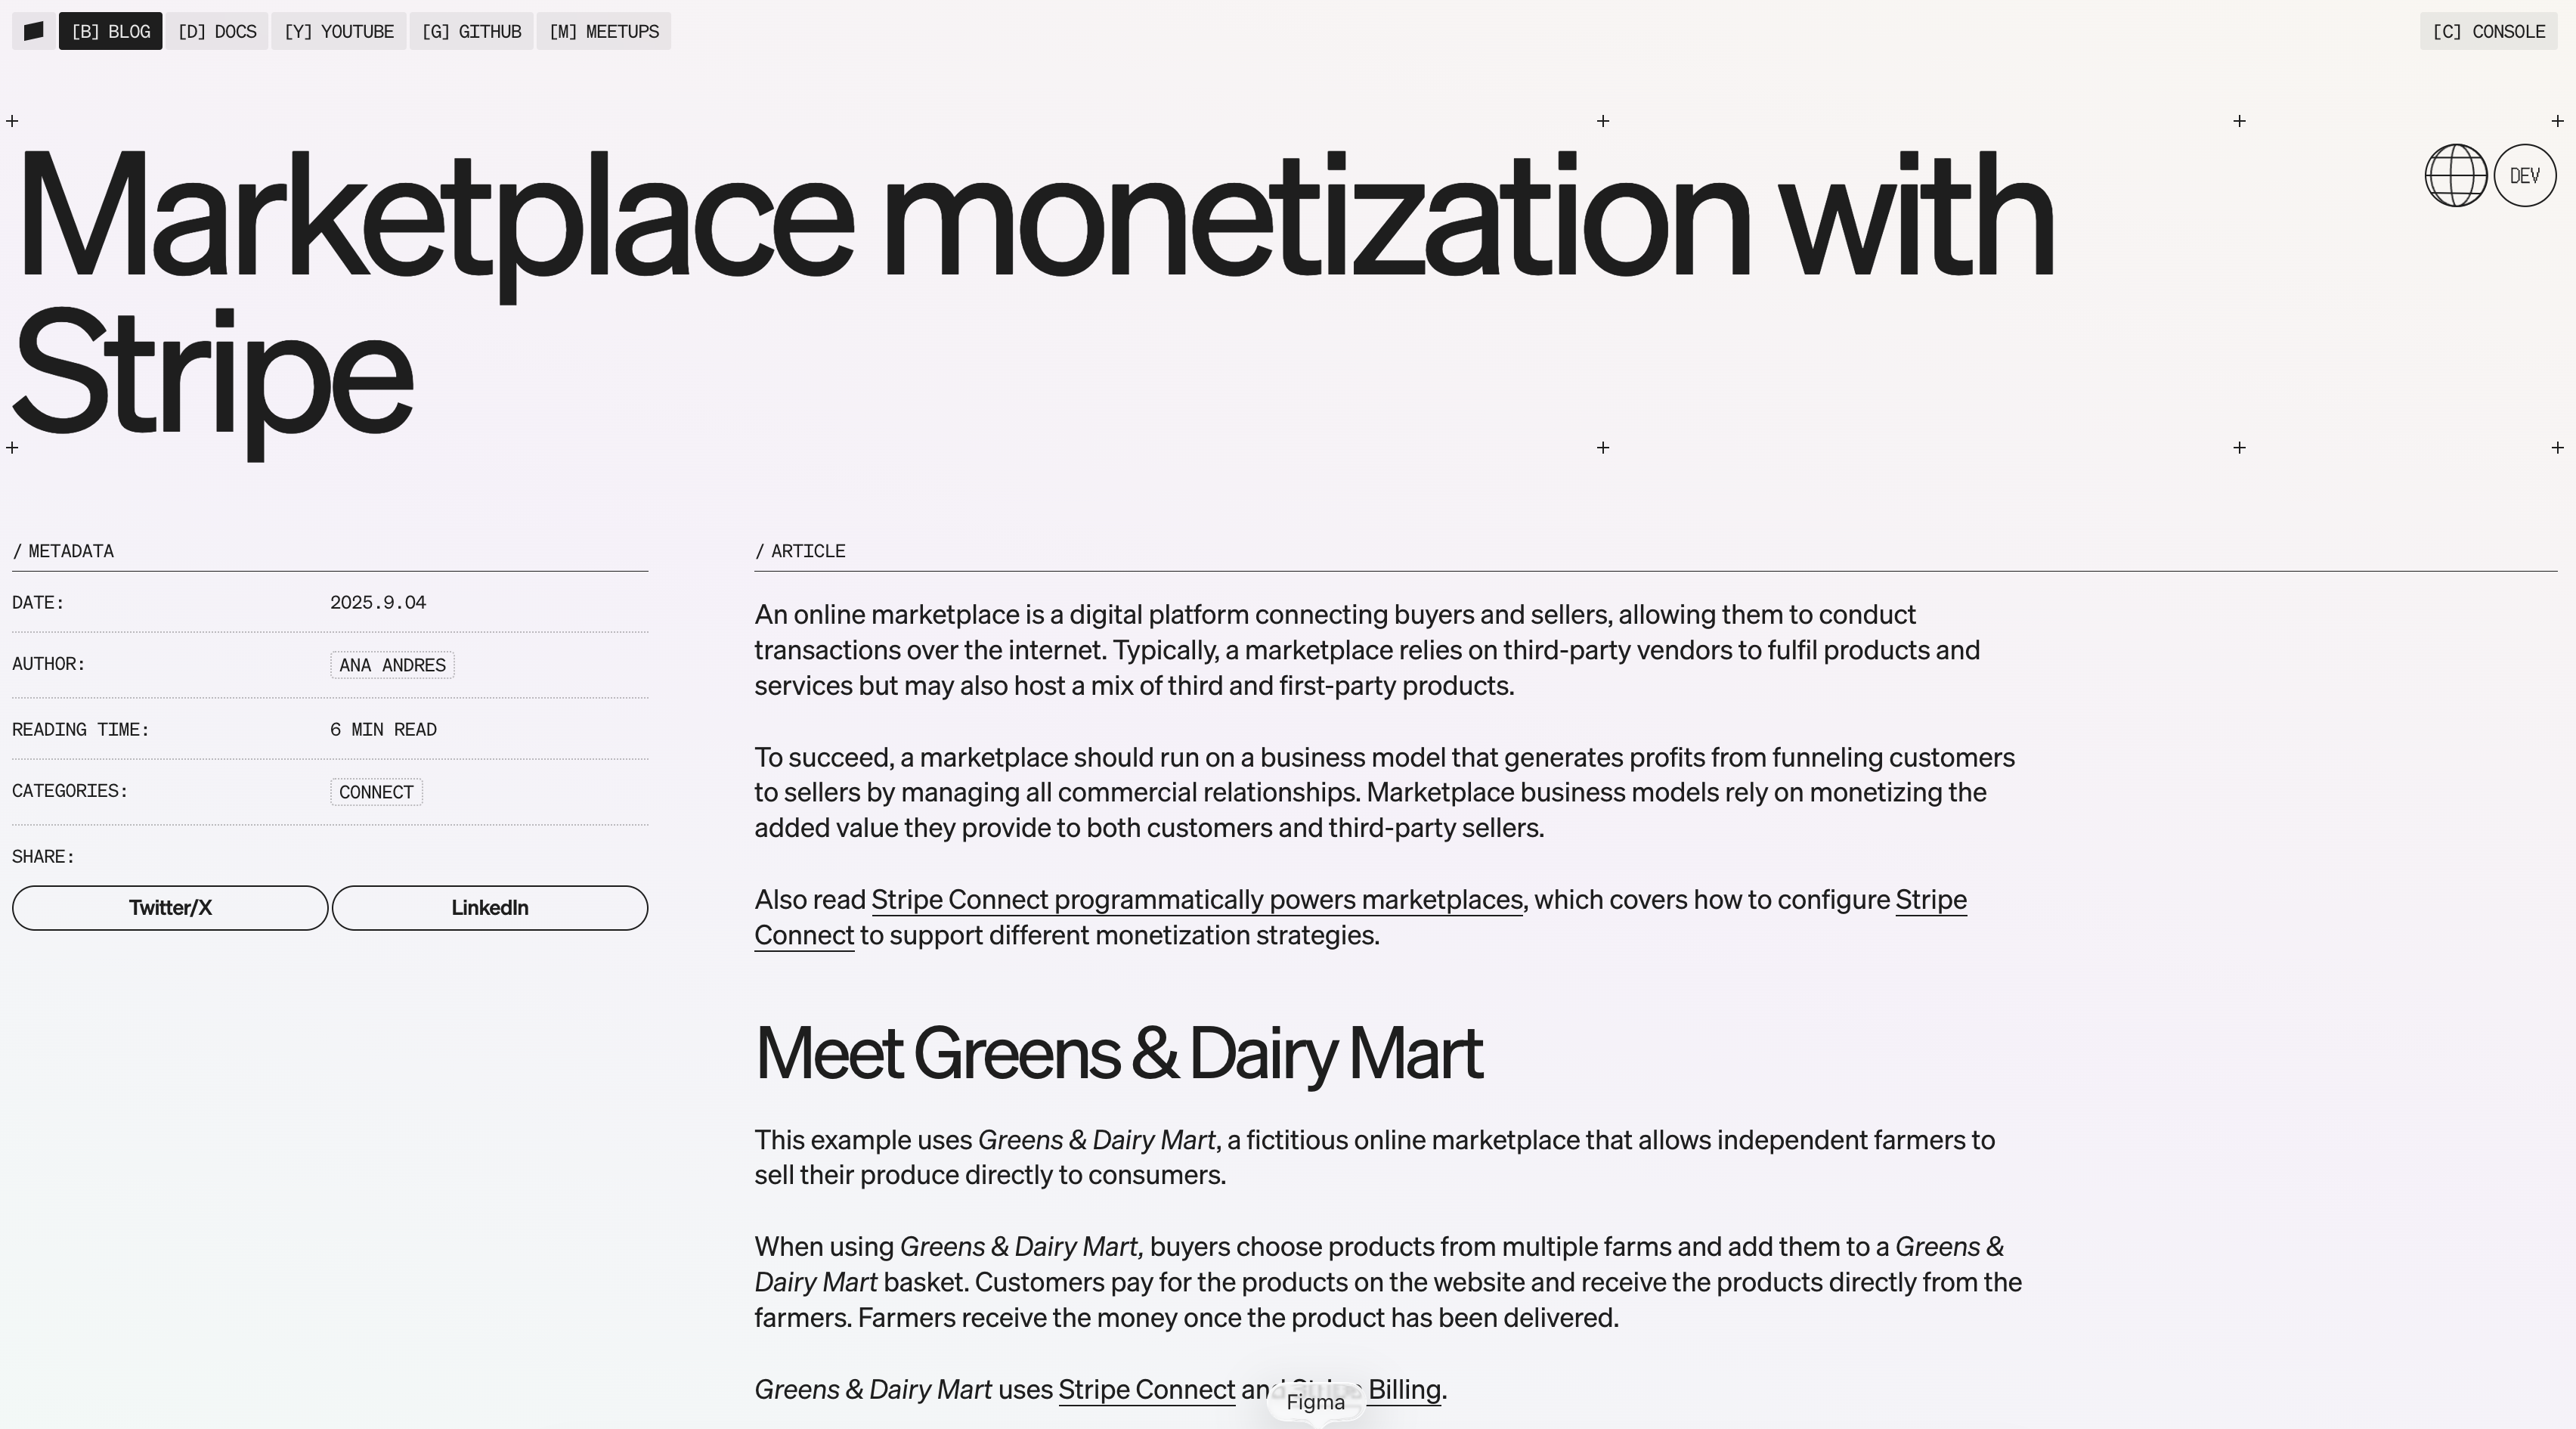 [B] BLOG
[D] DOCS
[Y] YOUTUBE
[G] GITHUB
[M] MEETUPS
[C] CONSOLE
Marketplace monetization with
Stripe
DEV
/ METADATA
DATE: 2025.9.04
AUTHOR: ANA ANDRES
READING TIME: 6 MIN READ
CATEGORIES: CONNECT
SHARE:
Twitter/X
LinkedIn
/ ARTICLE
An online marketplace is a digital platform connecting buyers and sellers, allowing them to conduct
transactions over the internet. Typically, a marketplace relies on third-party vendors to fulfil products and
services but may also host a mix of third and first-party products.
To succeed, a marketplace should run on a business model that generates profits from funneling customers
to sellers by managing all commercial relationships. Marketplace business models rely on monetizing the
added value they provide to both customers and third-party sellers.
Also read Stripe Connect programmatically powers marketplaces, which covers how to configure Stripe
Connect to support different monetization strategies.
Meet Greens & Dairy Mart
This example uses Greens & Dairy Mart, a fictitious online marketplace that allows independent farmers to
sell their produce directly to consumers.
When using Greens & Dairy Mart, buyers choose products from multiple farms and add them to a Greens &
Dairy Mart basket. Customers pay for the products on the website and receive the products directly from the
farmers. Farmers receive the money once the product has been delivered.
Greens & Dairy Mart uses Stripe Connect and Stripe Billing.
Figma